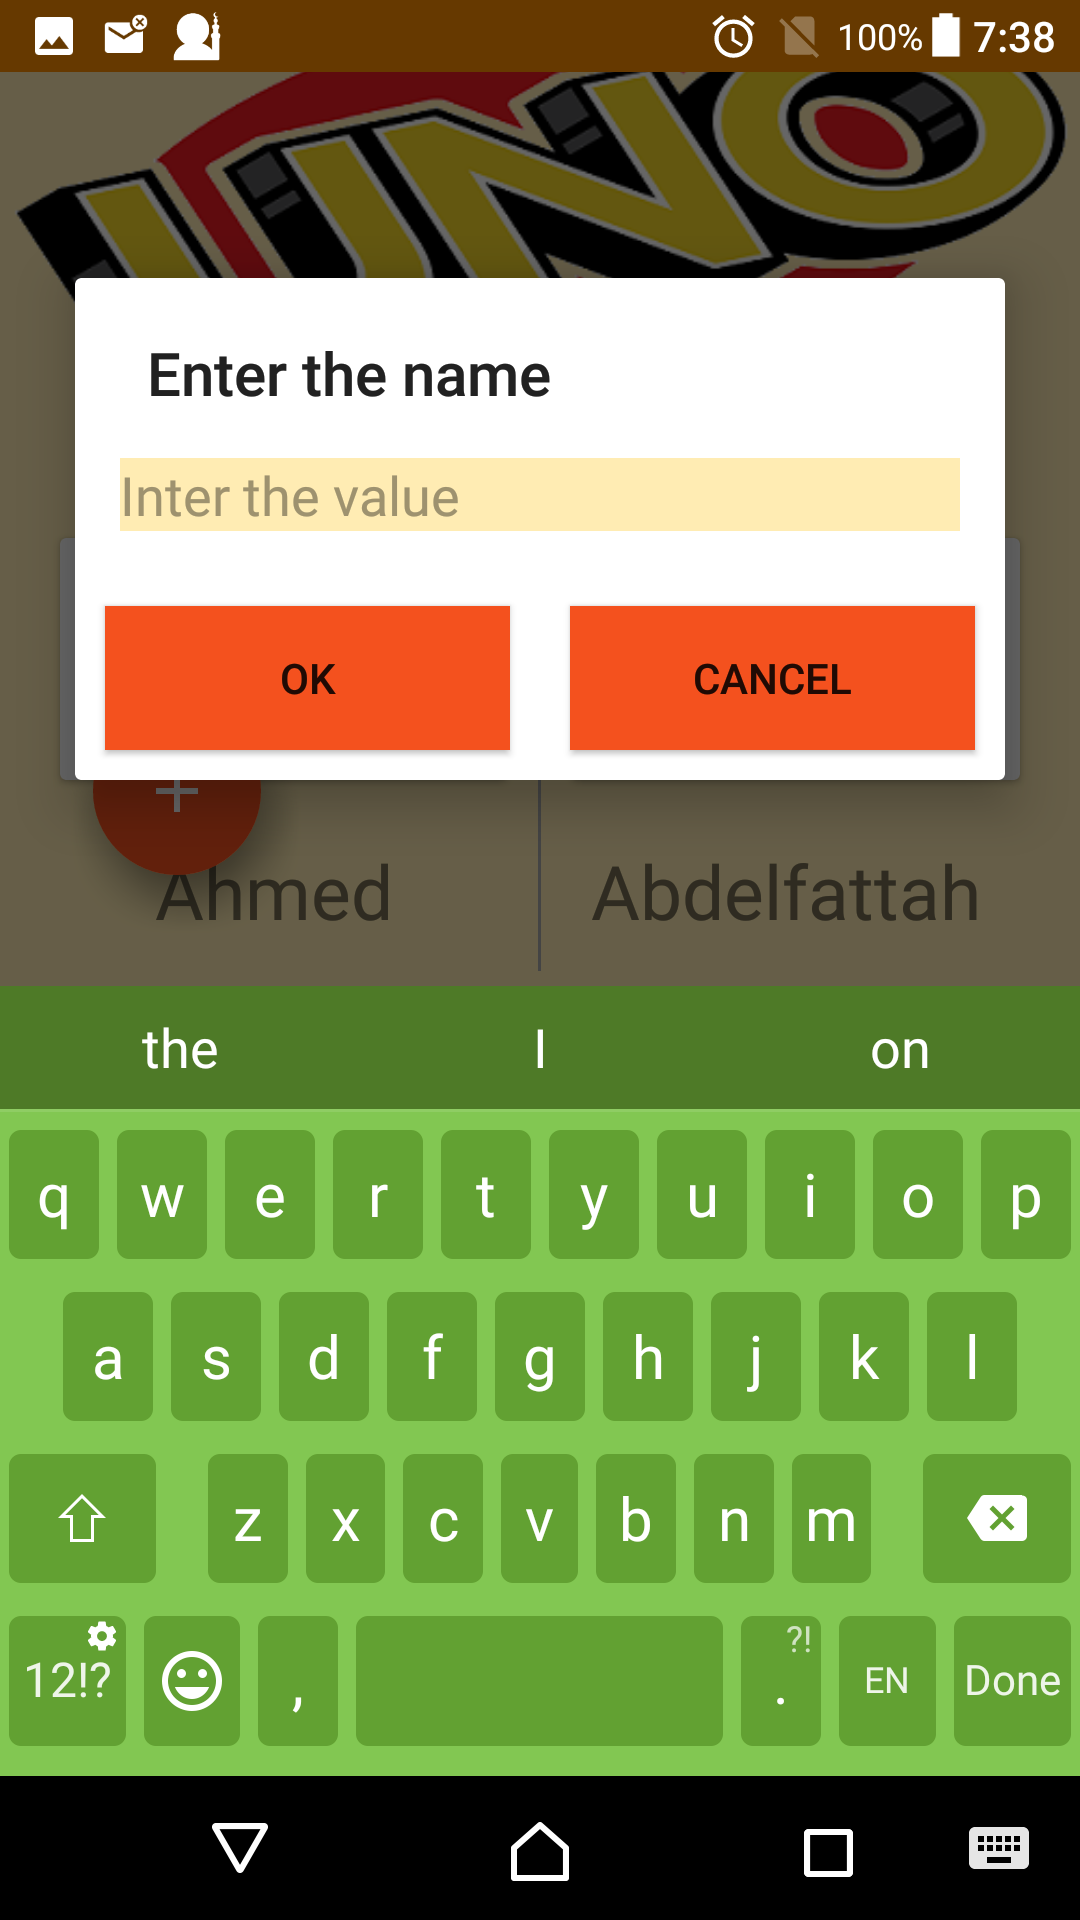 100% 7:38
UNO
Enter the name
Inter the value
OK CANCEL
+
Ahmed Abdelfattah
the I on
q w e r t y u i o p
a s d f g h j k l
z x c v b n m
?!
12!? , . EN Done